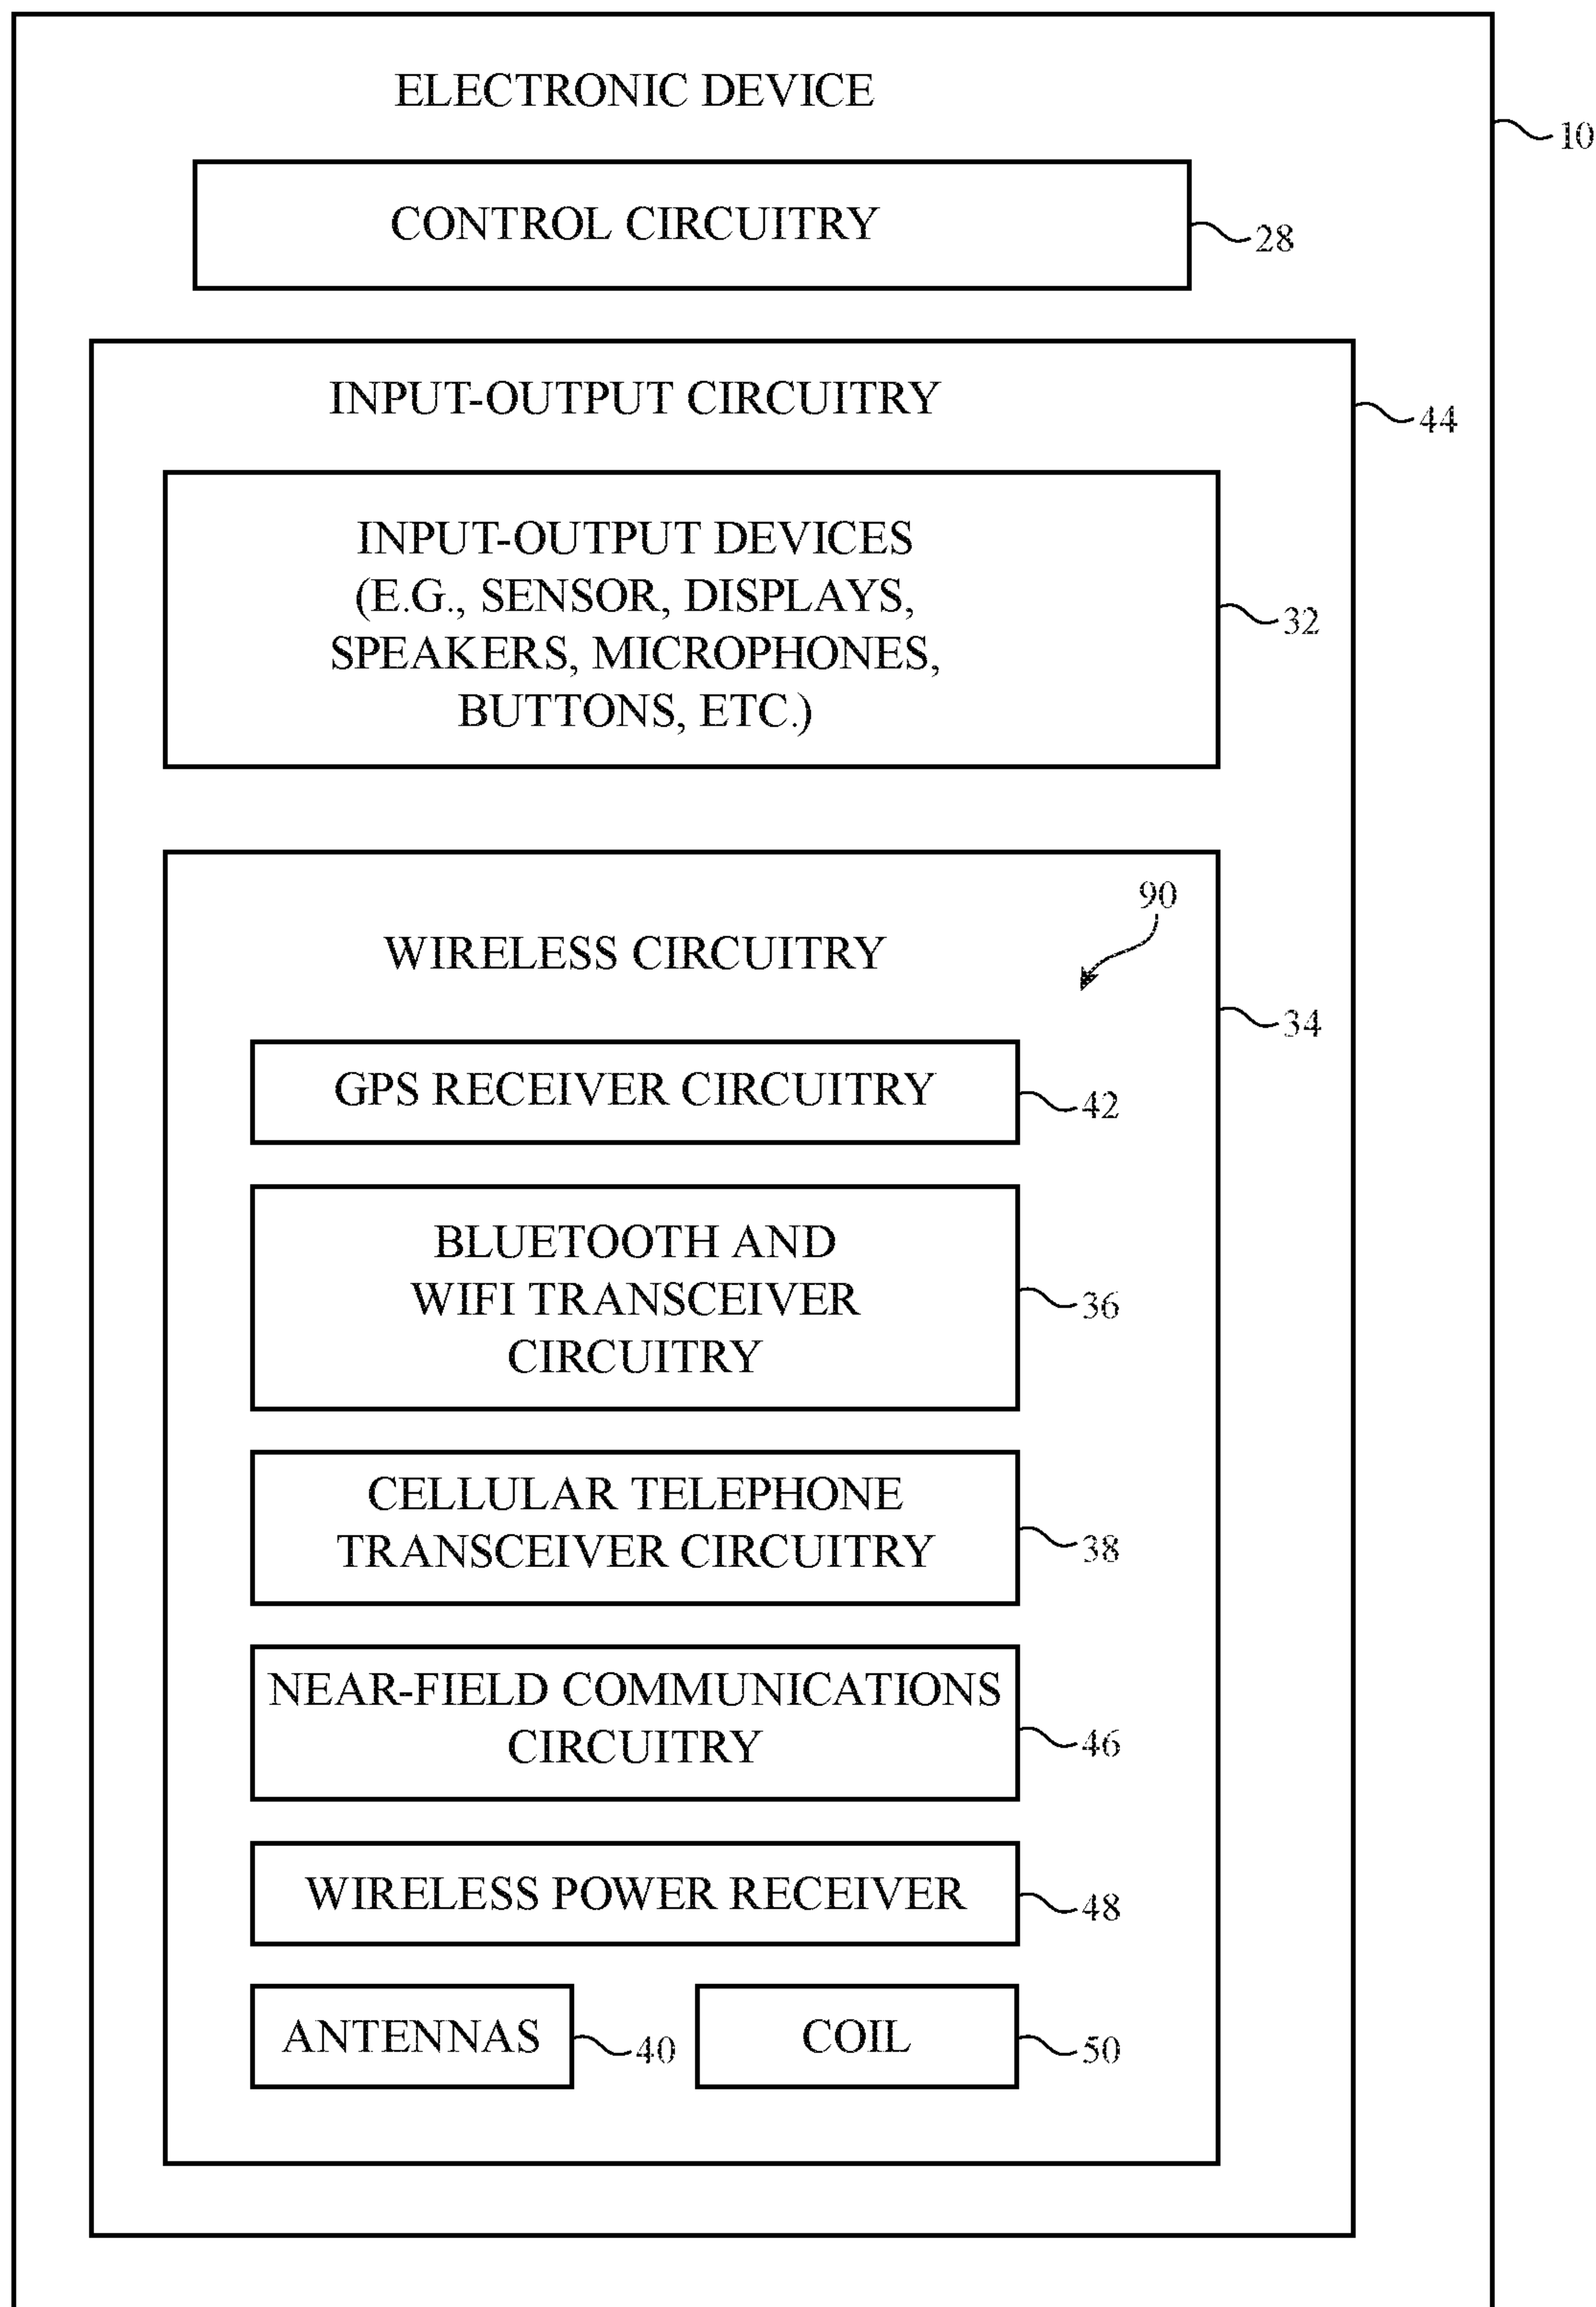 ELECTRONIC DEVICE
10
CONTROL CIRCUITRY
28
INPUT-OUTPUT CIRCUITRY
44
INPUT-OUTPUT DEVICES
(E.G., SENSOR, DISPLAYS,
SPEAKERS, MICROPHONES,
BUTTONS, ETC.)
32
90
WIRELESS CIRCUITRY
34
GPS RECEIVER CIRCUITRY
42
BLUETOOTH AND
WIFI TRANSCEIVER
CIRCUITRY
36
CELLULAR TELEPHONE
TRANSCEIVER CIRCUITRY
38
NEAR-FIELD COMMUNICATIONS
CIRCUITRY
46
WIRELESS POWER RECEIVER
48
ANTENNAS
40
COIL
50